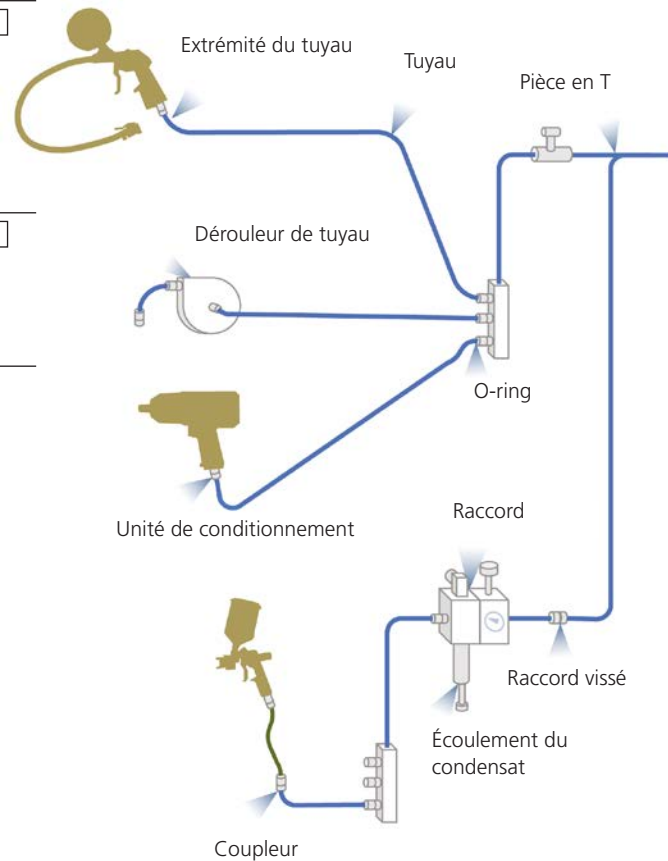 Extrémité du tuyau
Tuyau
Pièce en T
Dérouleur de tuyau
O-ring
Unité de conditionnement
Raccord
Raccord vissé
Écoulement du
condensat
Coupleur